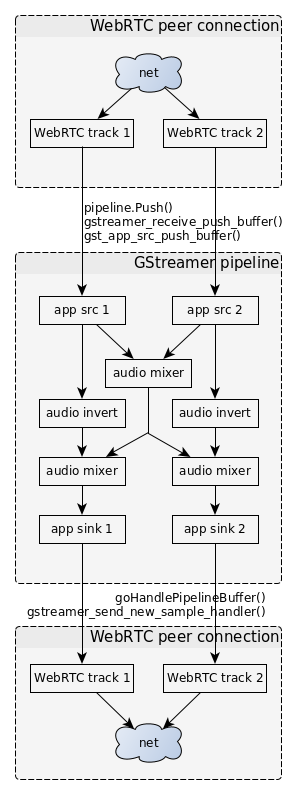 WebRTC peer connection
net
WebRTC track 1
WebRTC track 2
pipeline.Push()
gstreamer_receive_push_buffer()
gst_app_src_push_buffer()
GStreamer pipeline
app src 1
app src 2
audio mixer
audio invert
audio invert
audio mixer
audio mixer
app sink 1
app sink 2
goHandlePipelineBuffer()
gstreamer_send_new_sample_handler()
WebRTC peer connection
WebRTC track 1
WebRTC track 2
net